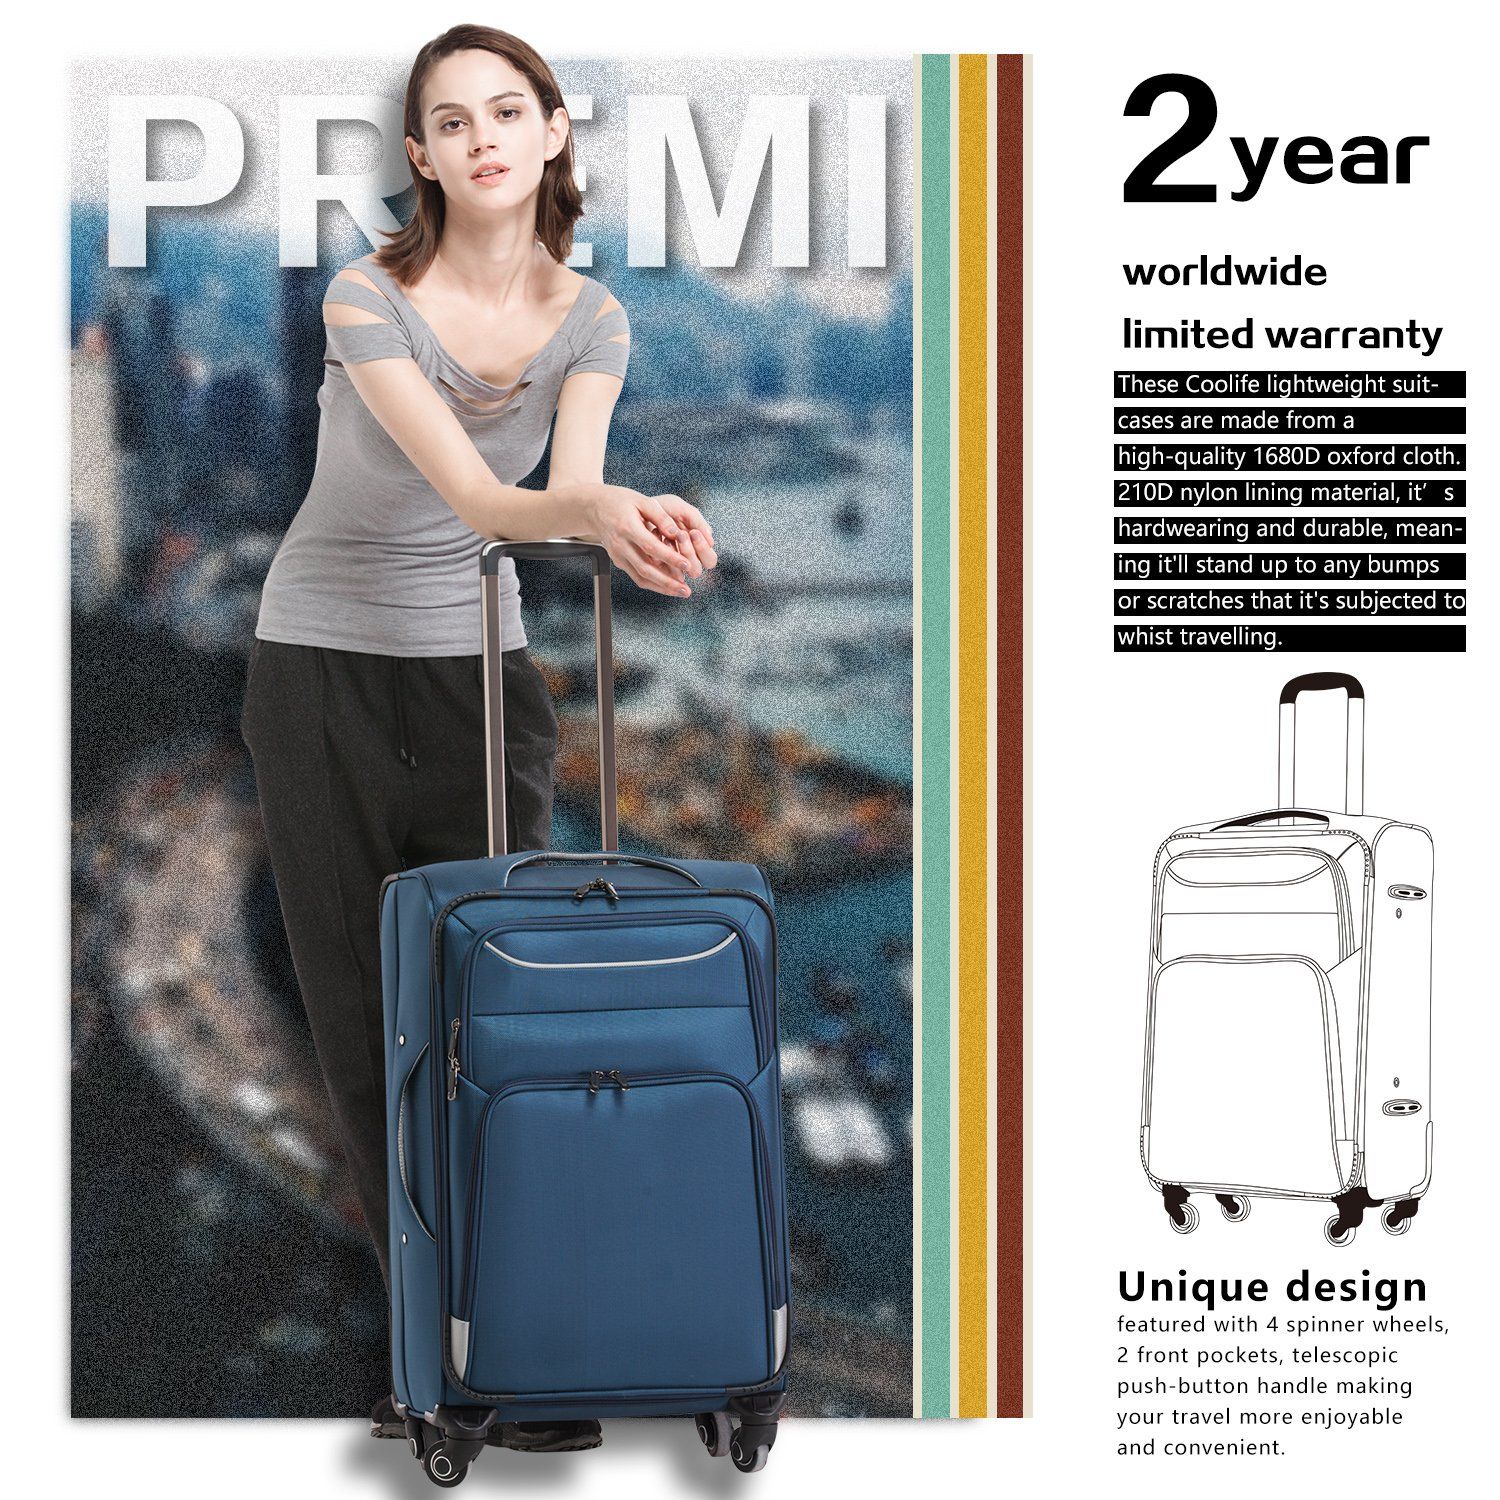 PREMI
2 year
worldwide
limited warranty
These Coolife lightweight suit-
cases are made from a
high-quality 1680D oxford cloth.
210D nylon lining material, it’ s
hardwearing and durable, mean-
ing it'll stand up to any bumps
or scratches that it's subjected to
whist travelling.
Unique design
featured with 4 spinner wheels,
2 front pockets, telescopic
push-button handle making
your travel more enjoyable
and convenient.